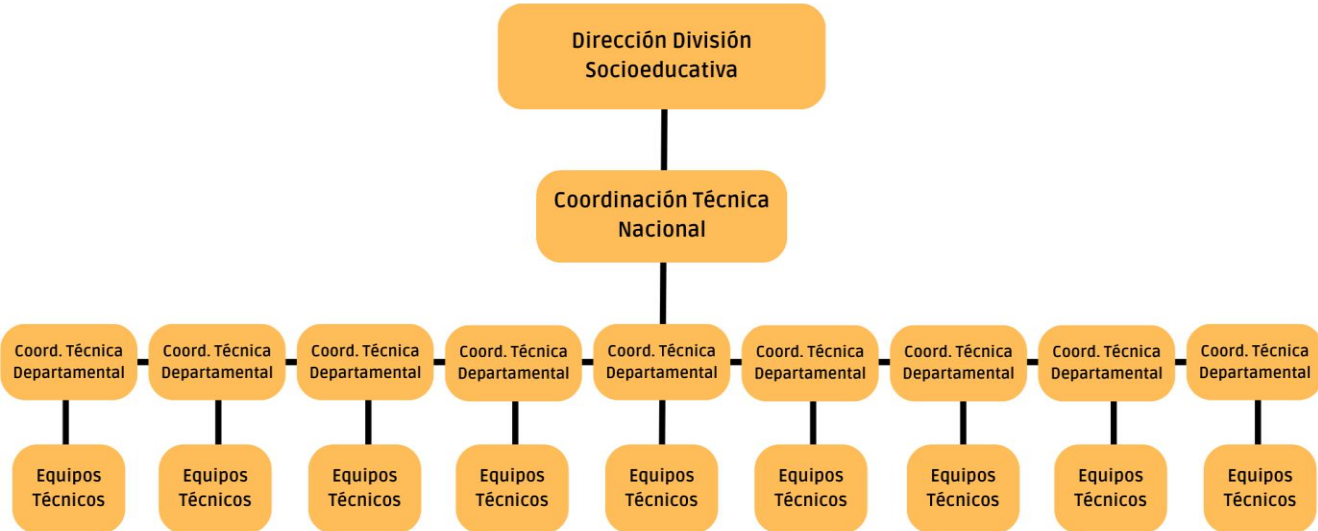 Dirección División
Socioeducativa
Coordinación Técnica
Nacional
Coord. Técnica
Departamental
Coord. Técnica
Departamental
Coord. Técnica
Departamental
Coord. Técnica
Departamental
Coord. Técnica
Departamental
Coord. Técnica
Departamental
Coord. Técnica
Departamental
Coord. Técnica
Departamental
Coord. Técnica
Departamental
Equipos
Técnicos
Equipos
Técnicos
Equipos
Técnicos
Equipos
Técnicos
Equipos
Técnicos
Equipos
Técnicos
Equipos
Técnicos
Equipos
Técnicos
Equipos
Técnicos